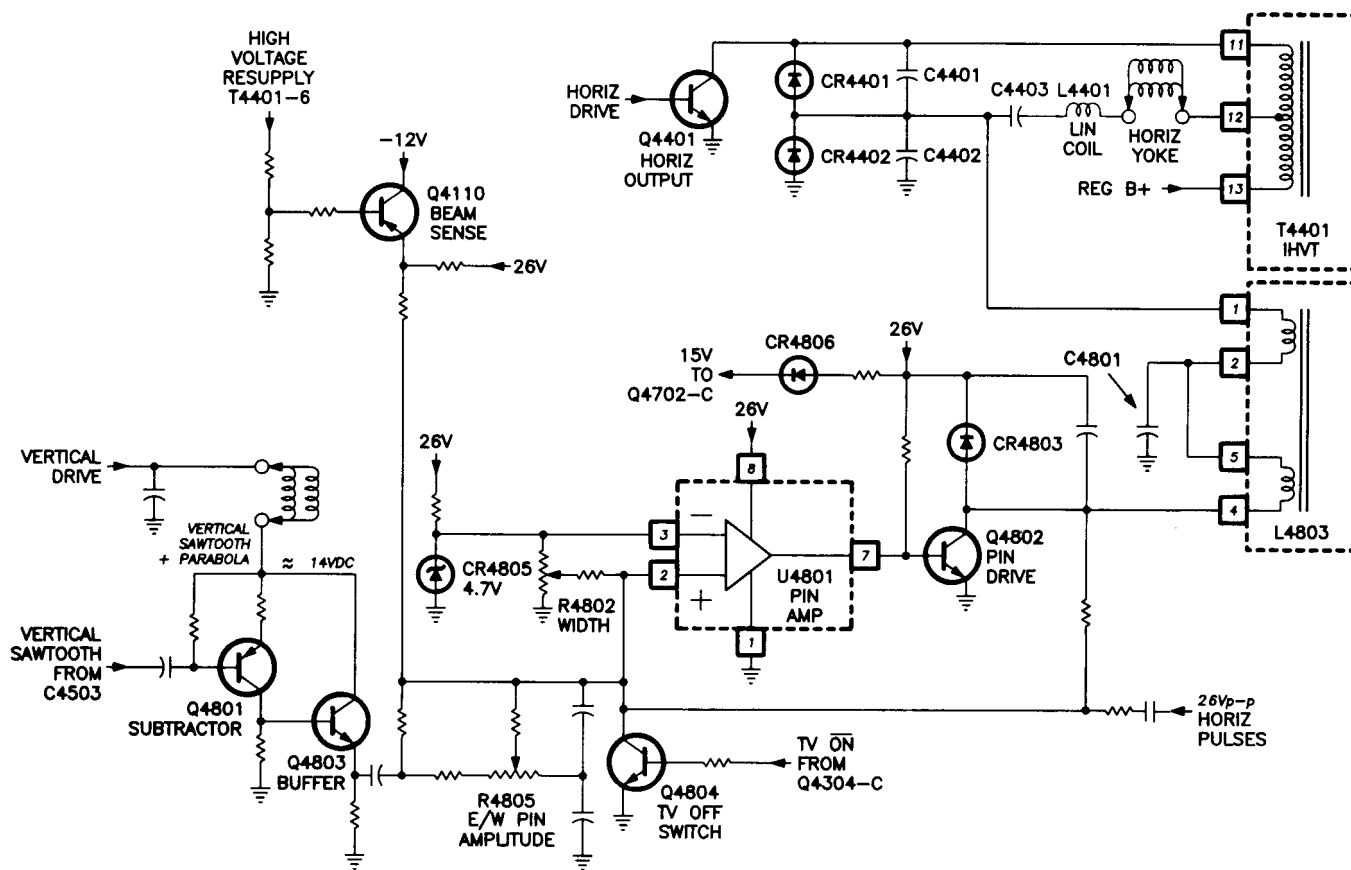 HIGH
VOLTAGE
RESUPPLY
T4401-6
-12V
Q4110
BEAM
SENSE
26V
HORIZ
DRIVE
Q4401
HORIZ
OUTPUT
CR4401
C4401
CR4402
C4402
C4403
L4401
LIN
COIL
HORIZ
YOKE
REG B+
11
12
13
T4401
IHVT
1
2
5
4
L4803
C4801
26V
CR4806
15V
TO
Q4702-C
CR4803
26V
8
26V
3
2
-
+
U4801
PIN
AMP
7
1
Q4802
PIN
DRIVE
CR4805
4.7V
R4802
WIDTH
VERTICAL
DRIVE
VERTICAL
SAWTOOTH
+ PARABOLA
≈ 14VDC
VERTICAL
SAWTOOTH
FROM
C4503
Q4801
SUBTRACTOR
Q4803
BUFFER
R4805
E/W PIN
AMPLITUDE
Q4804
TV OFF
SWITCH
TV O̅N̅
FROM
Q4304-C
26Vp-p
HORIZ
PULSES